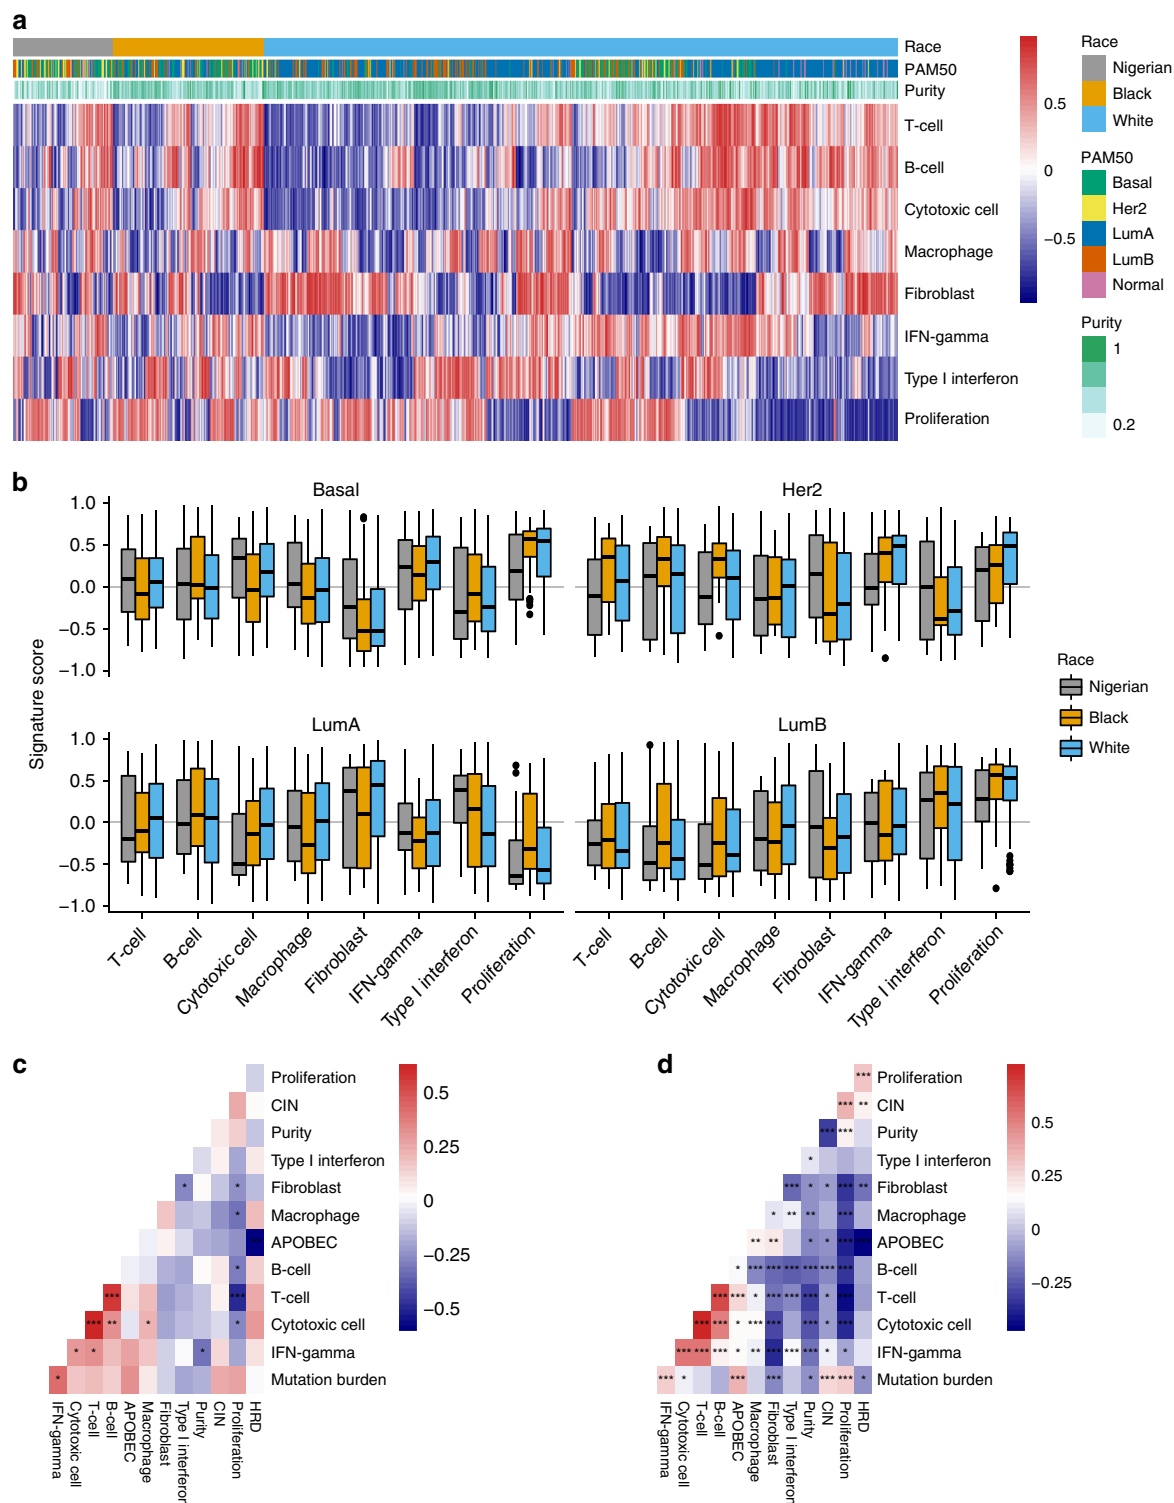 a
Race
PAM50
Purity
T-cell
B-cell
Cytotoxic cell
Macrophage
Fibroblast
IFN-gamma
Type I interferon
Proliferation
0.5
0
−0.5
Race
Nigerian
Black
White
PAM50
Basal
Her2
LumA
LumB
Normal
Purity
1
0.2
b
Signature score
Basal
Her2
1.0
0.5
0.0
−0.5
−1.0
LumA
LumB
1.0
0.5
0.0
−0.5
−1.0
T-cell
B-cell
Cytotoxic cell
Macrophage
Fibroblast
IFN-gamma
Type I interferon
Proliferation
T-cell
B-cell
Cytotoxic cell
Macrophage
Fibroblast
IFN-gamma
Type I interferon
Proliferation
Race
Nigerian
Black
White
c
Proliferation
CIN
Purity
Type I interferon
Fibroblast
Macrophage
APOBEC
B-cell
T-cell
Cytotoxic cell
IFN-gamma
Mutation burden
IFN-gamma
Cytotoxic cell
T-cell
B-cell
APOBEC
Macrophage
Fibroblast
Type I interferon
Purity
CIN
Proliferation
HRD
0.5
0.25
0
−0.25
−0.5
d
Proliferation
CIN
Purity
Type I interferon
Fibroblast
Macrophage
APOBEC
B-cell
T-cell
Cytotoxic cell
IFN-gamma
Mutation burden
IFN-gamma
Cytotoxic cell
T-cell
B-cell
APOBEC
Macrophage
Fibroblast
Type I interferon
Purity
CIN
Proliferation
HRD
0.5
0.25
0
−0.25